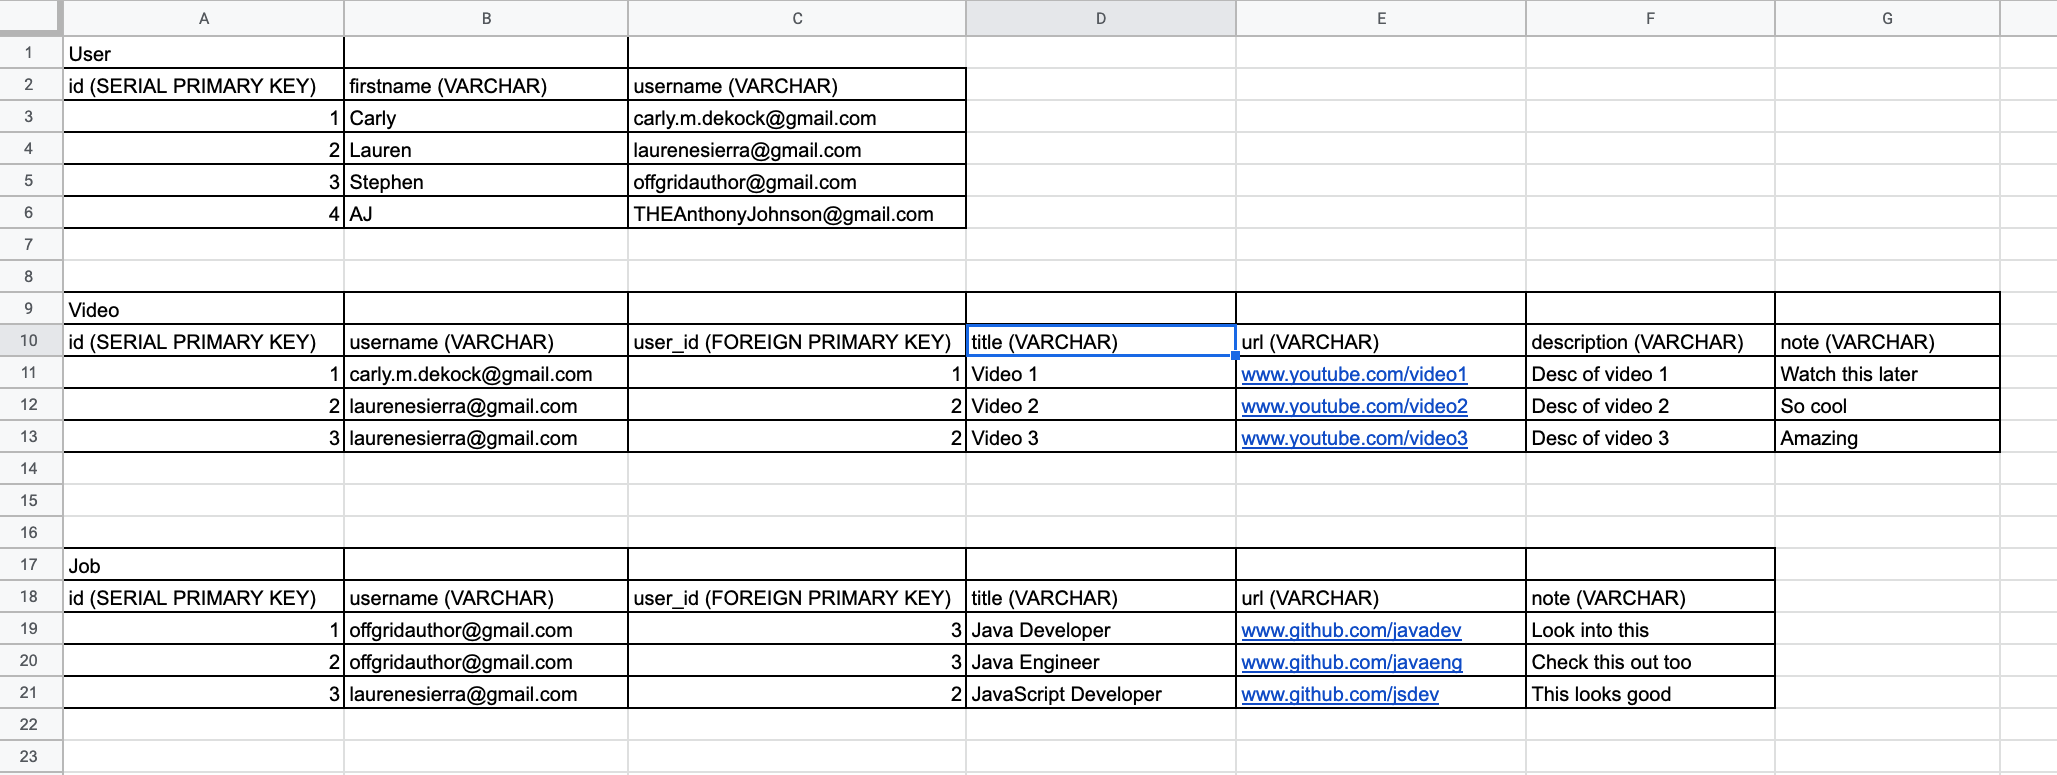 A B C D E F G
1 User
2 id (SERIAL PRIMARY KEY) firstname (VARCHAR) username (VARCHAR)
3 1 Carly carly.m.dekock@gmail.com
4 2 Lauren laurenesierra@gmail.com
5 3 Stephen offgridauthor@gmail.com
6 4 AJ THEAnthonyJohnson@gmail.com
7
8
9 Video
10 id (SERIAL PRIMARY KEY) username (VARCHAR) user_id (FOREIGN PRIMARY KEY) title (VARCHAR) url (VARCHAR) description (VARCHAR) note (VARCHAR)
11 1 carly.m.dekock@gmail.com 1 Video 1 www.youtube.com/video1 Desc of video 1 Watch this later
12 2 laurenesierra@gmail.com 2 Video 2 www.youtube.com/video2 Desc of video 2 So cool
13 3 laurenesierra@gmail.com 2 Video 3 www.youtube.com/video3 Desc of video 3 Amazing
14
15
16
17 Job
18 id (SERIAL PRIMARY KEY) username (VARCHAR) user_id (FOREIGN PRIMARY KEY) title (VARCHAR) url (VARCHAR) note (VARCHAR)
19 1 offgridauthor@gmail.com 3 Java Developer www.github.com/javadev Look into this
20 2 offgridauthor@gmail.com 3 Java Engineer www.github.com/javaeng Check this out too
21 3 laurenesierra@gmail.com 2 JavaScript Developer www.github.com/jsdev This looks good
22
23